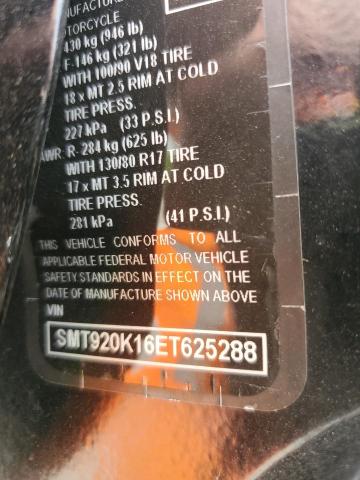 MANUFACTURE
MOTORCYCLE
430 kg (946 lb)
F- 146 kg (321 lb)
WITH 100/90 V18 TIRE
18 x MT 2.5 RIM AT COLD
TIRE PRESS.
227 kPa (33 P.S.I.)
AWR: R- 284 kg (625 lb)
WITH 130/80 R17 TIRE
17 x MT 3.5 RIM AT COLD
TIRE PRESS.
281 kPa (41 P.S.I.)
THIS VEHICLE CONFORMS TO ALL
APPLICABLE FEDERAL MOTOR VEHICLE
SAFETY STANDARDS IN EFFECT ON THE
DATE OF MANUFACTURE SHOWN ABOVE
VIN
SMT920K16ET625288